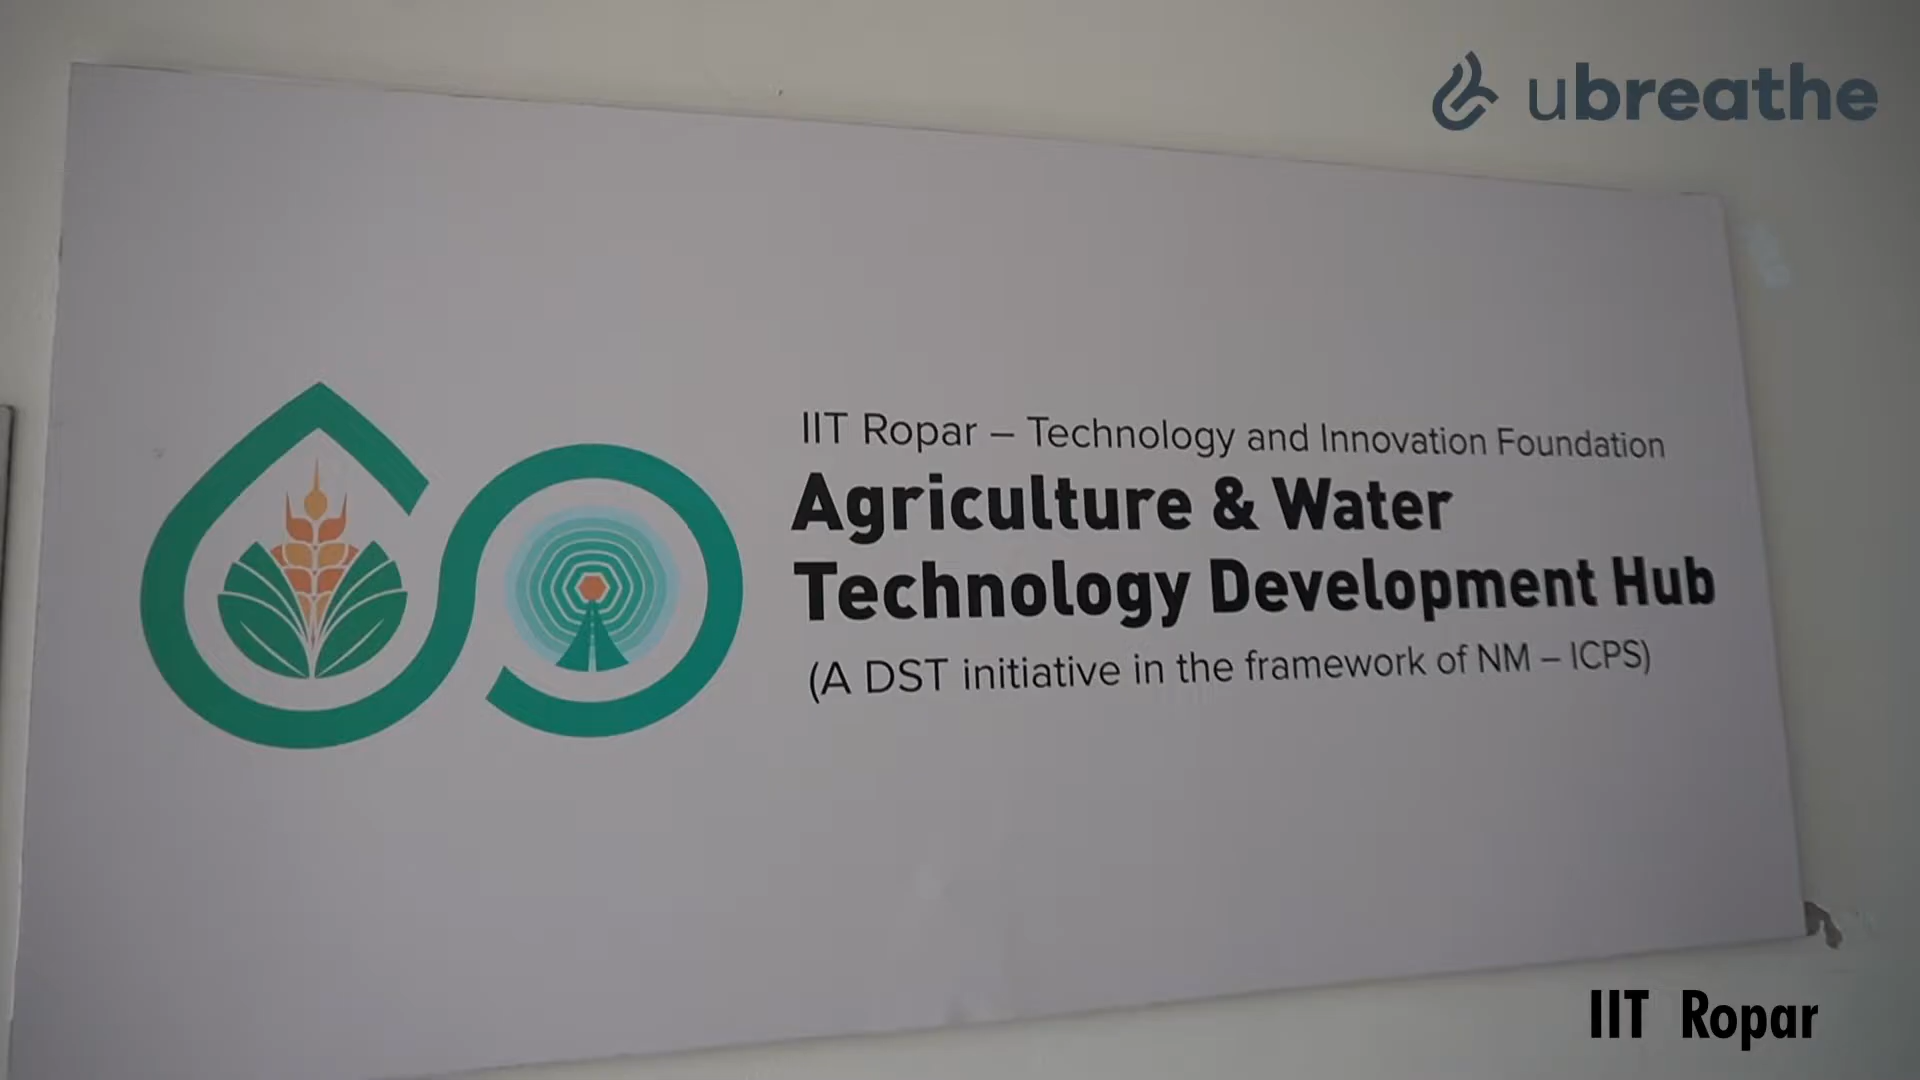 ubreathe
IIT Ropar – Technology and Innovation Foundation
Agriculture & Water
Technology Development Hub
(A DST initiative in the framework of NM – ICPS)
IIT Ropar